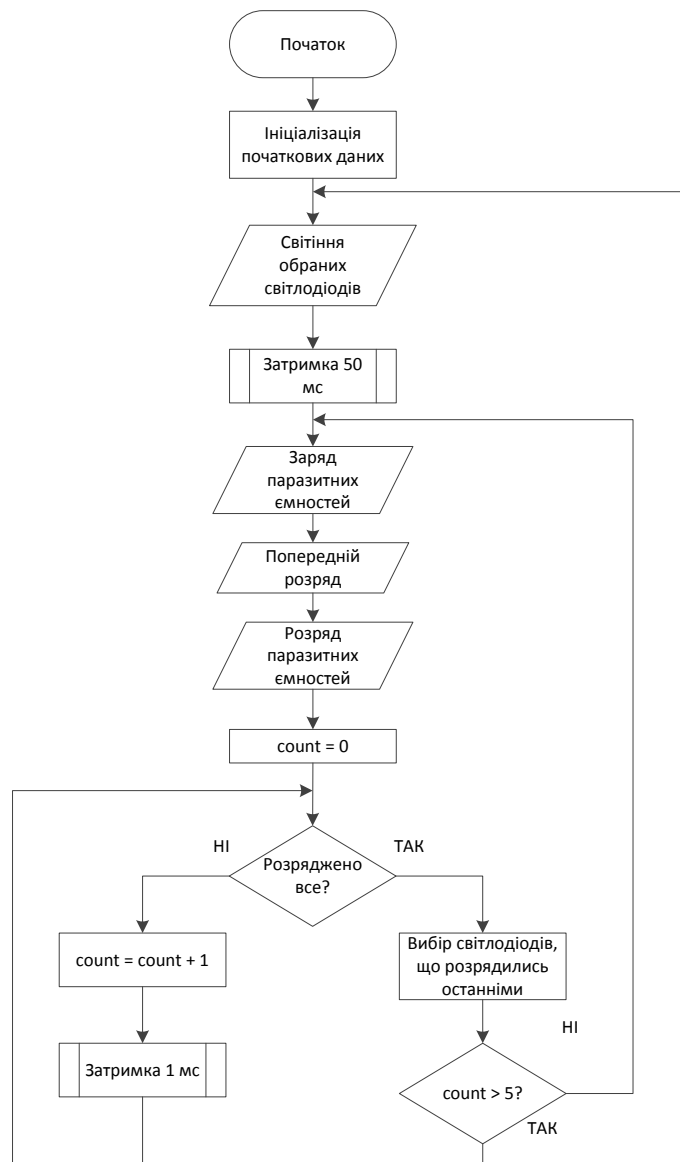 Початок
Ініціалізація
початкових даних
Світіння
обраних
світлодіодів
Затримка 50
мс
Заряд
паразитних
ємностей
Попередній
розряд
Розряд
паразитних
ємностей
count = 0
НІ
ТАК
Розряджено
все?
count = count + 1
Вибір світлодіодів,
що розрядились
останніми
НІ
Затримка 1 мс
count > 5?
ТАК